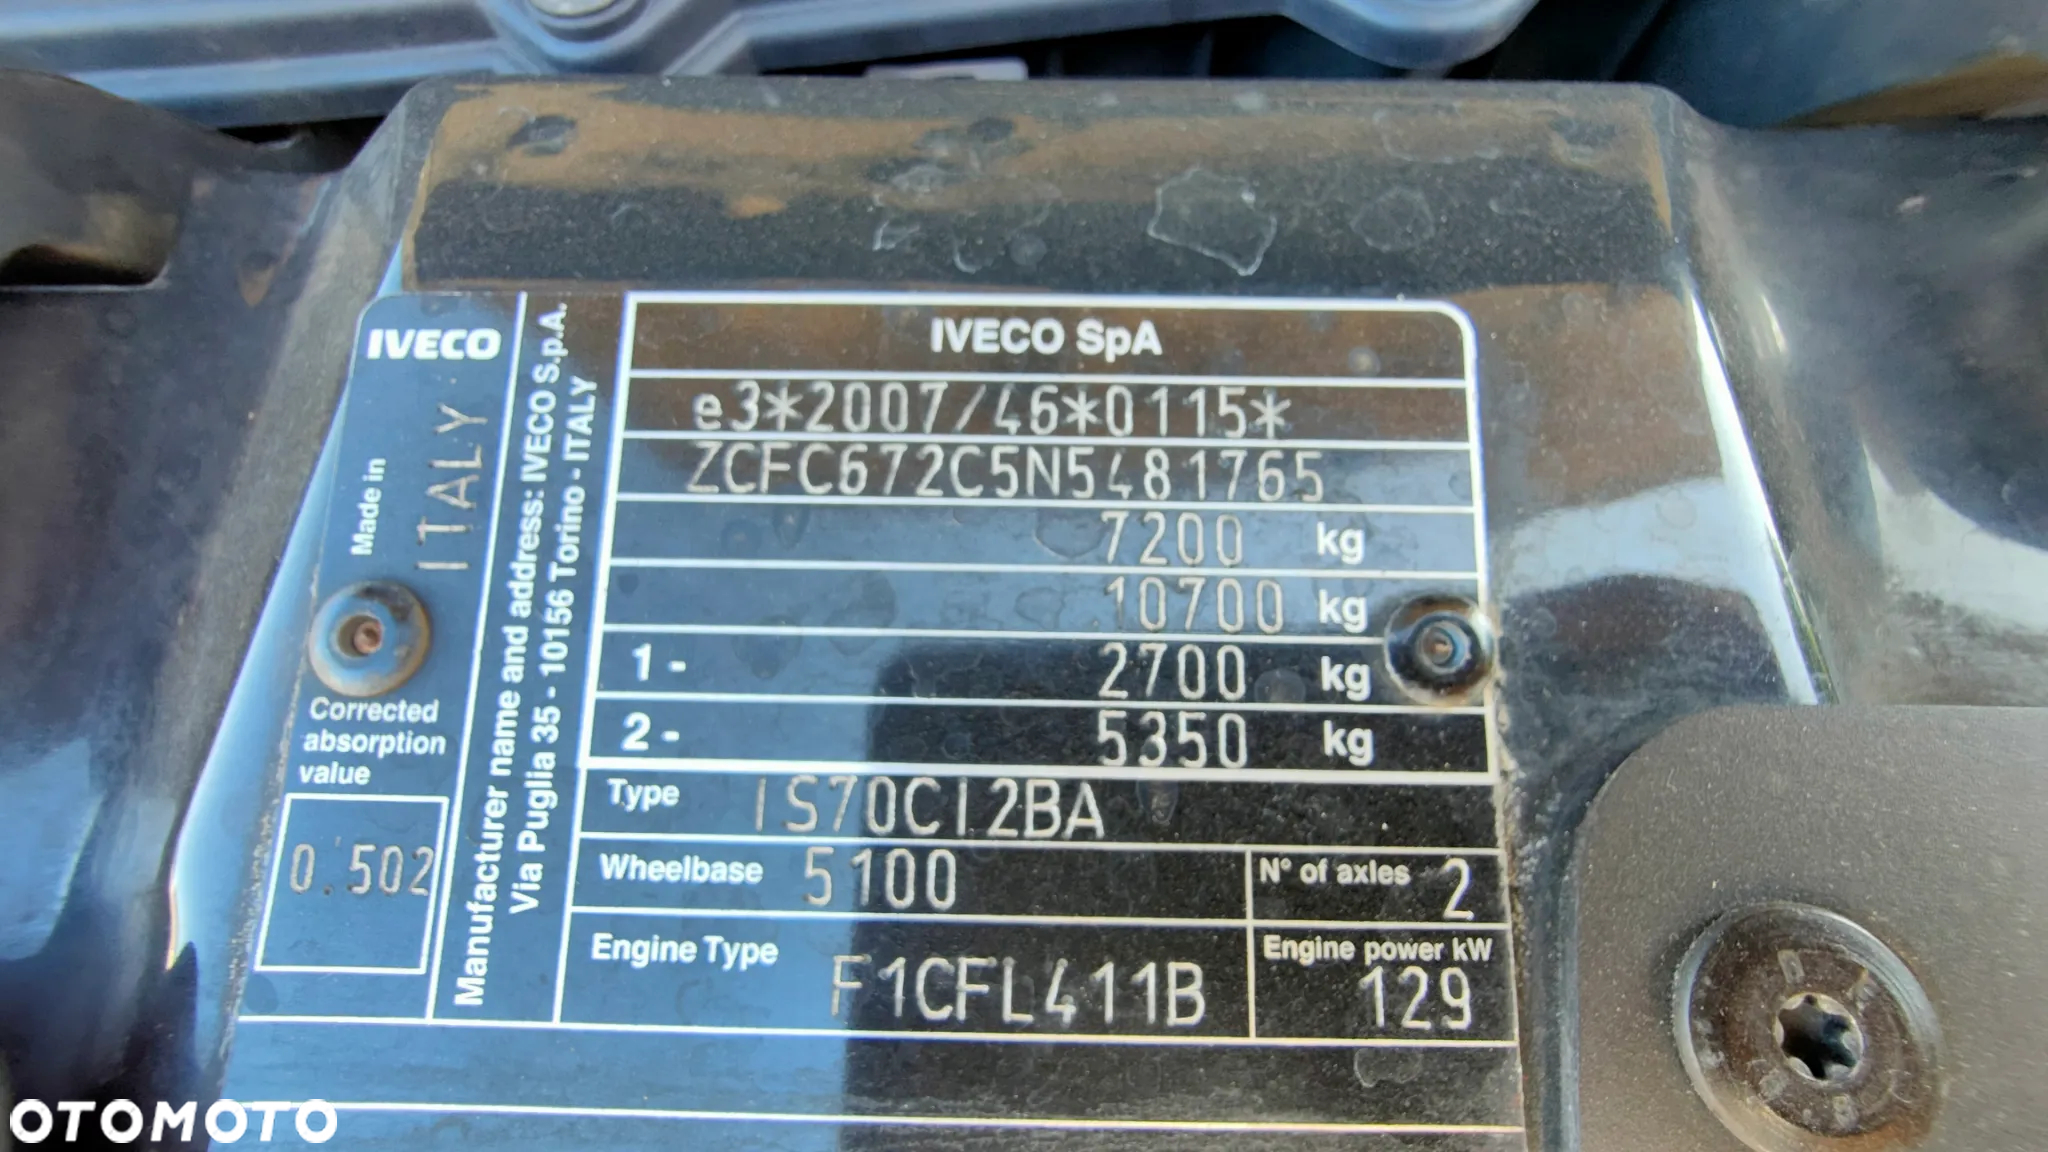 IVECO
Made in ITALY
Corrected
absorption
value
0.502
Manufacturer name and address: IVECO S.p.A.
Via Puglia 35 - 10156 Torino - ITALY
IVECO SpA
e3*2007/46*0115*
ZCFC672C5N5481765
7200 kg
10700 kg
1 - 2700 kg
2 - 5350 kg
Type IS70CI2BA
Wheelbase 5100
N° of axles 2
Engine Type F1CFL411B
Engine power kW
129
OTOMOTO